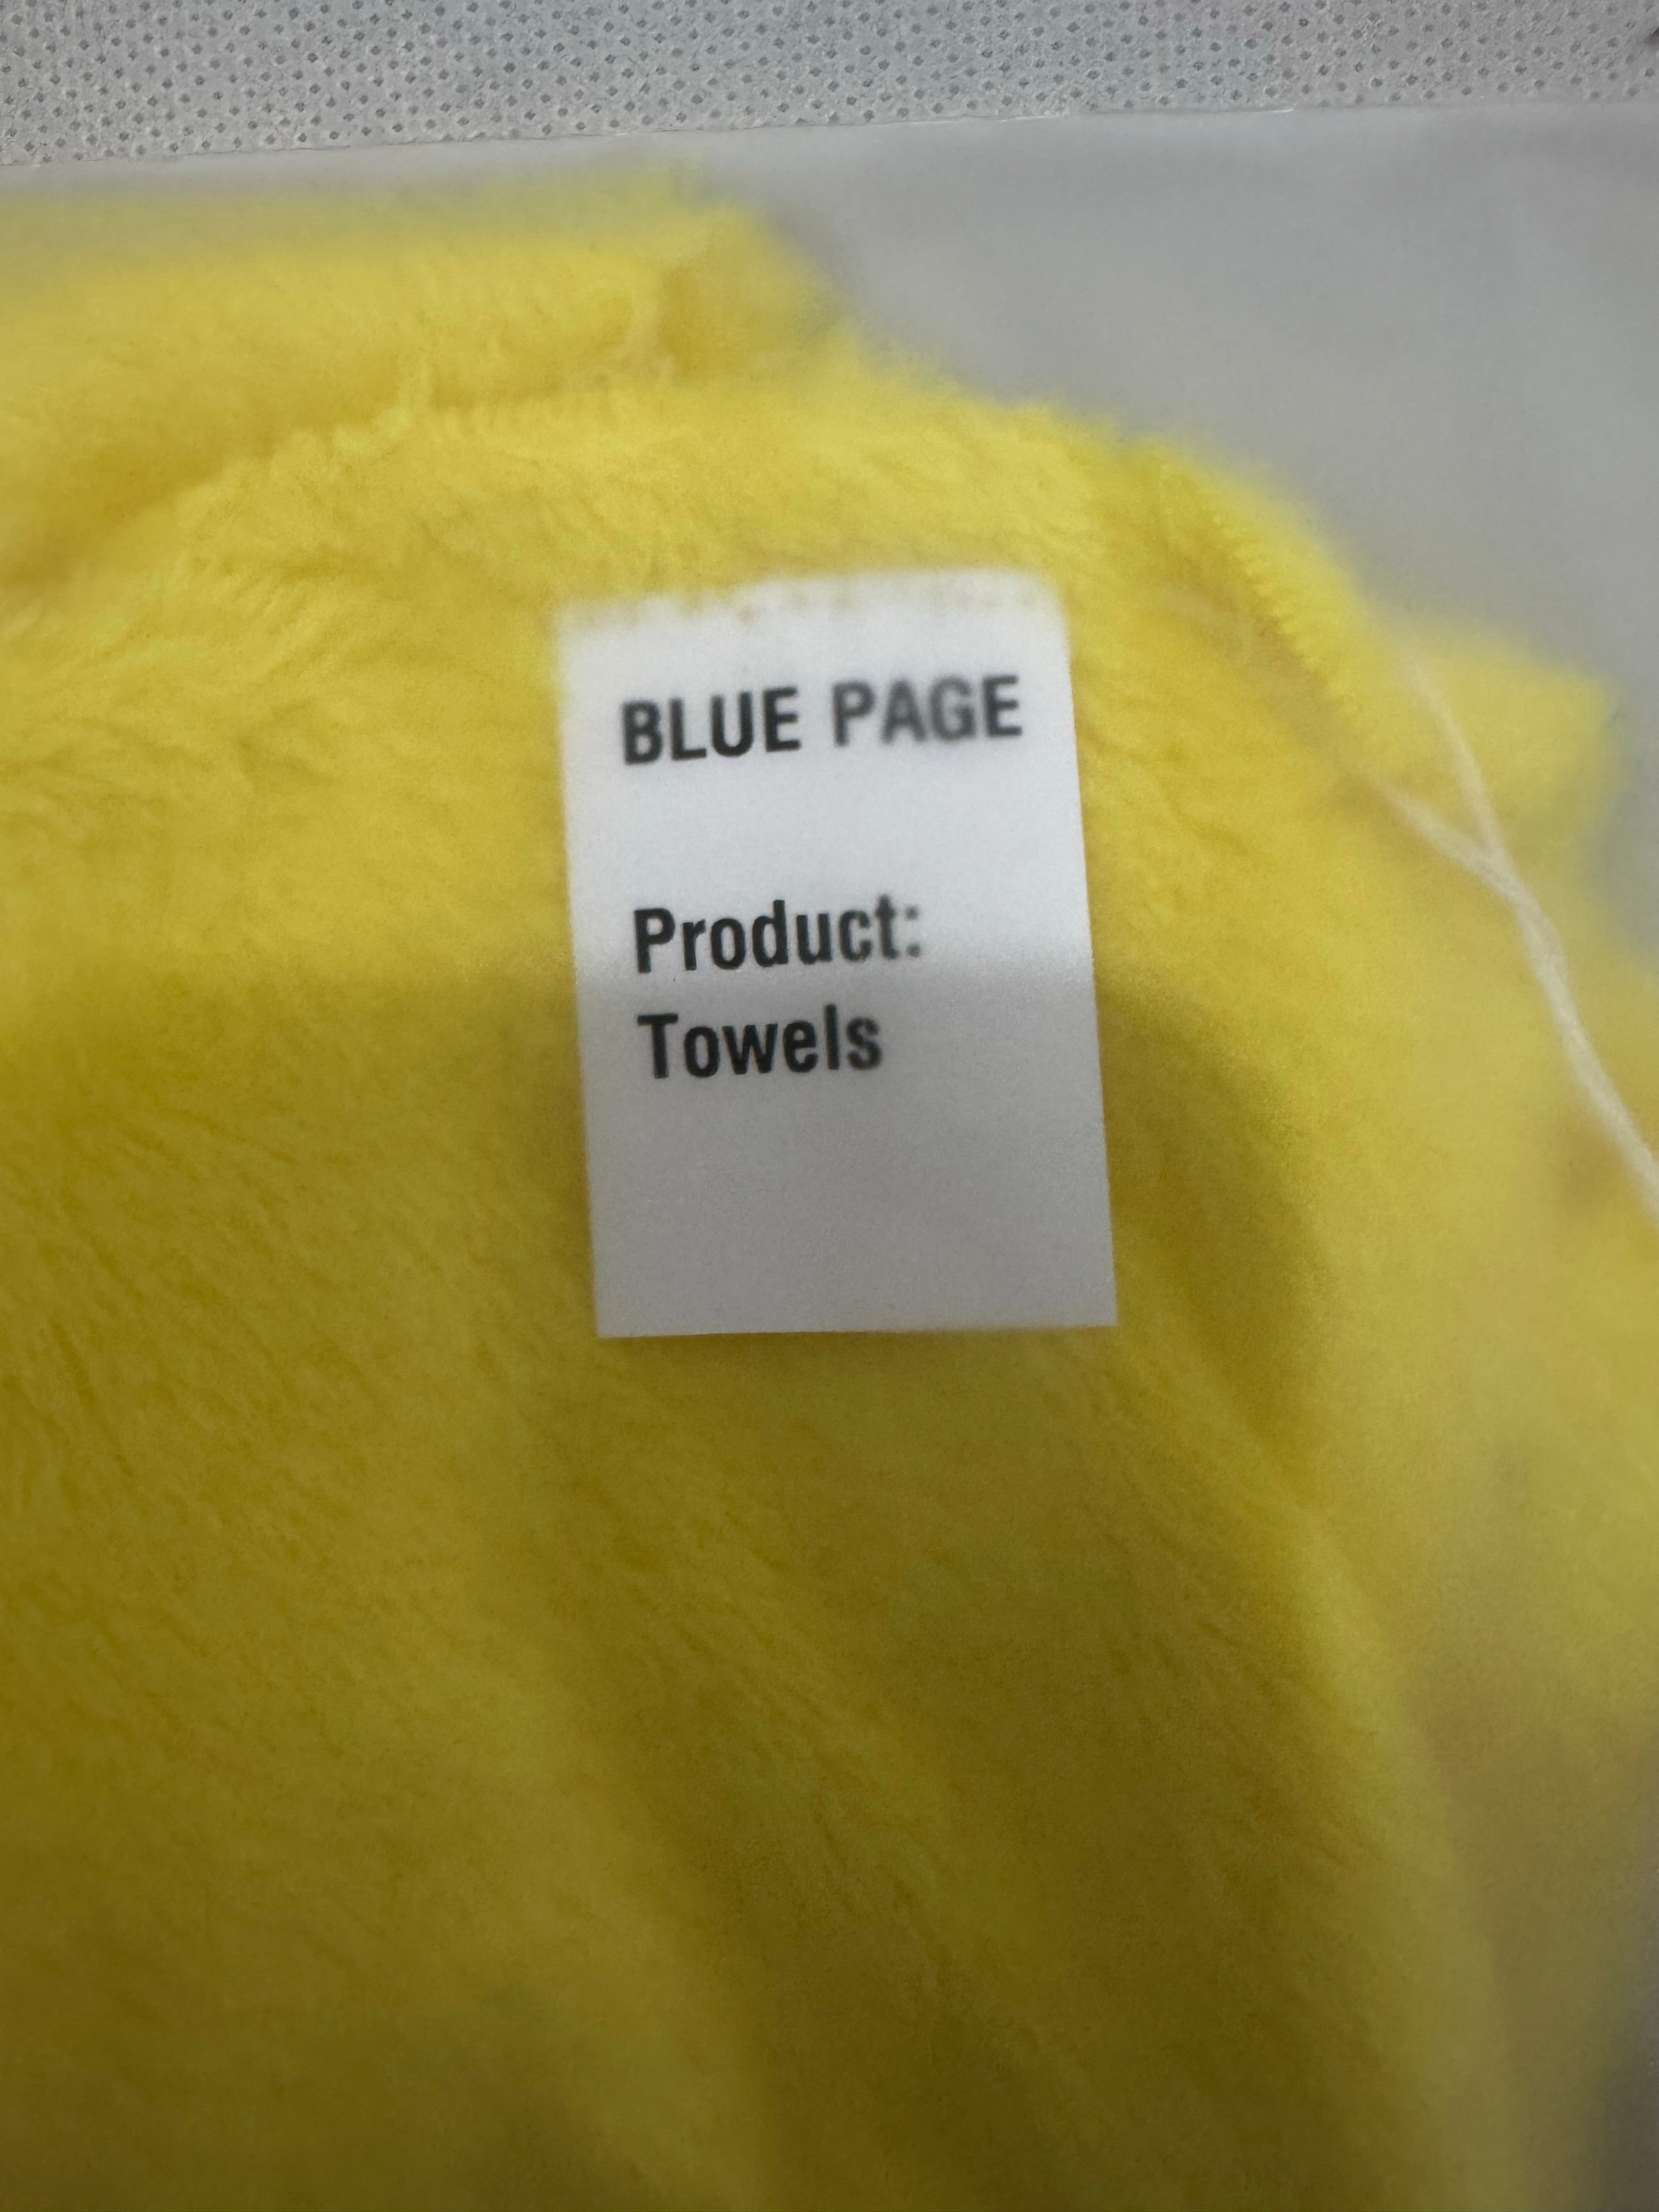 BLUE PAGE
Product:
Towels